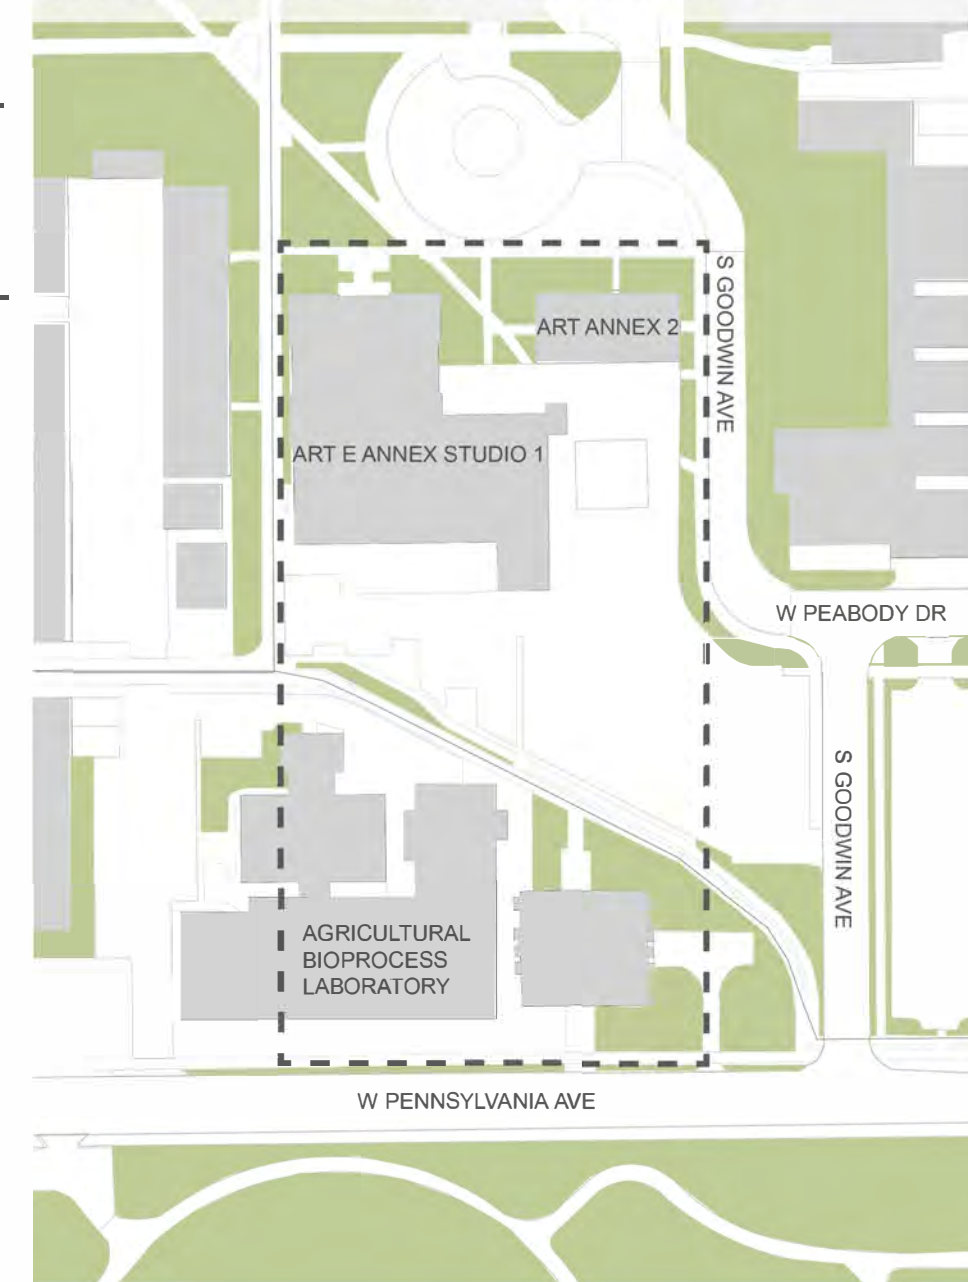 S GOODWIN AVE
ART ANNEX 2
ART E ANNEX STUDIO 1
W PEABODY DR
S GOODWIN AVE
AGRICULTURAL
BIOPROCESS
LABORATORY
W PENNSYLVANIA AVE